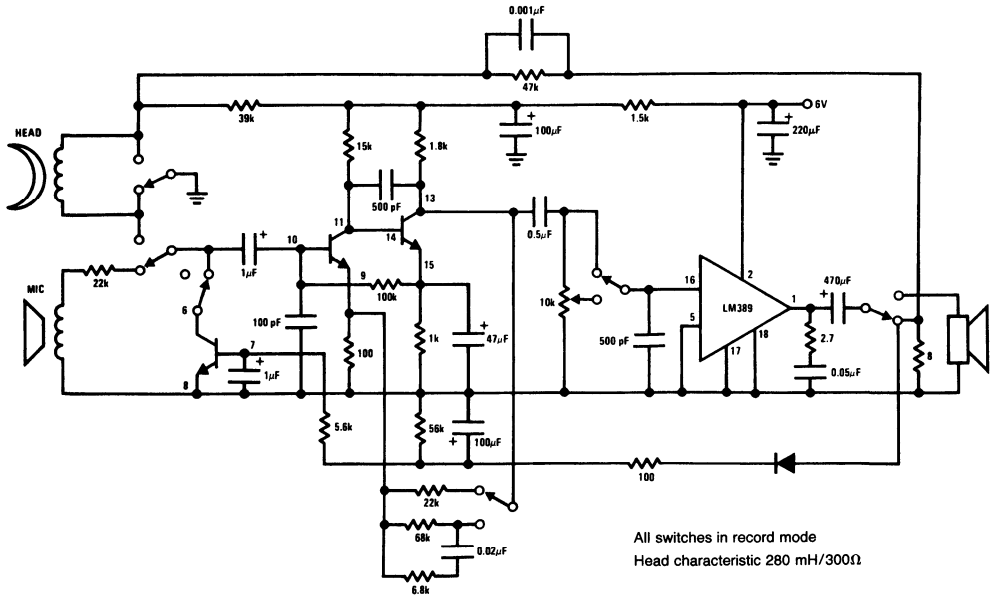 0.001µF
47k
39k
1.5k
6V
HEAD
15k
1.8k
+
100µF
+
220µF
500 pF
13
11
14
0.5µF
10
+
1µF
9
15
16
2
470µF
+
22k
MIC
100k
10k
LM389
1
6
100 pF
5
500 pF
17
18
2.7
7
+
1µF
8
100
1k
+
47µF
0.05µF
8
5.6k
56k
+
100µF
100
22k
68k
0.02µF
6.8k
All switches in record mode
Head characteristic 280 mH/300Ω